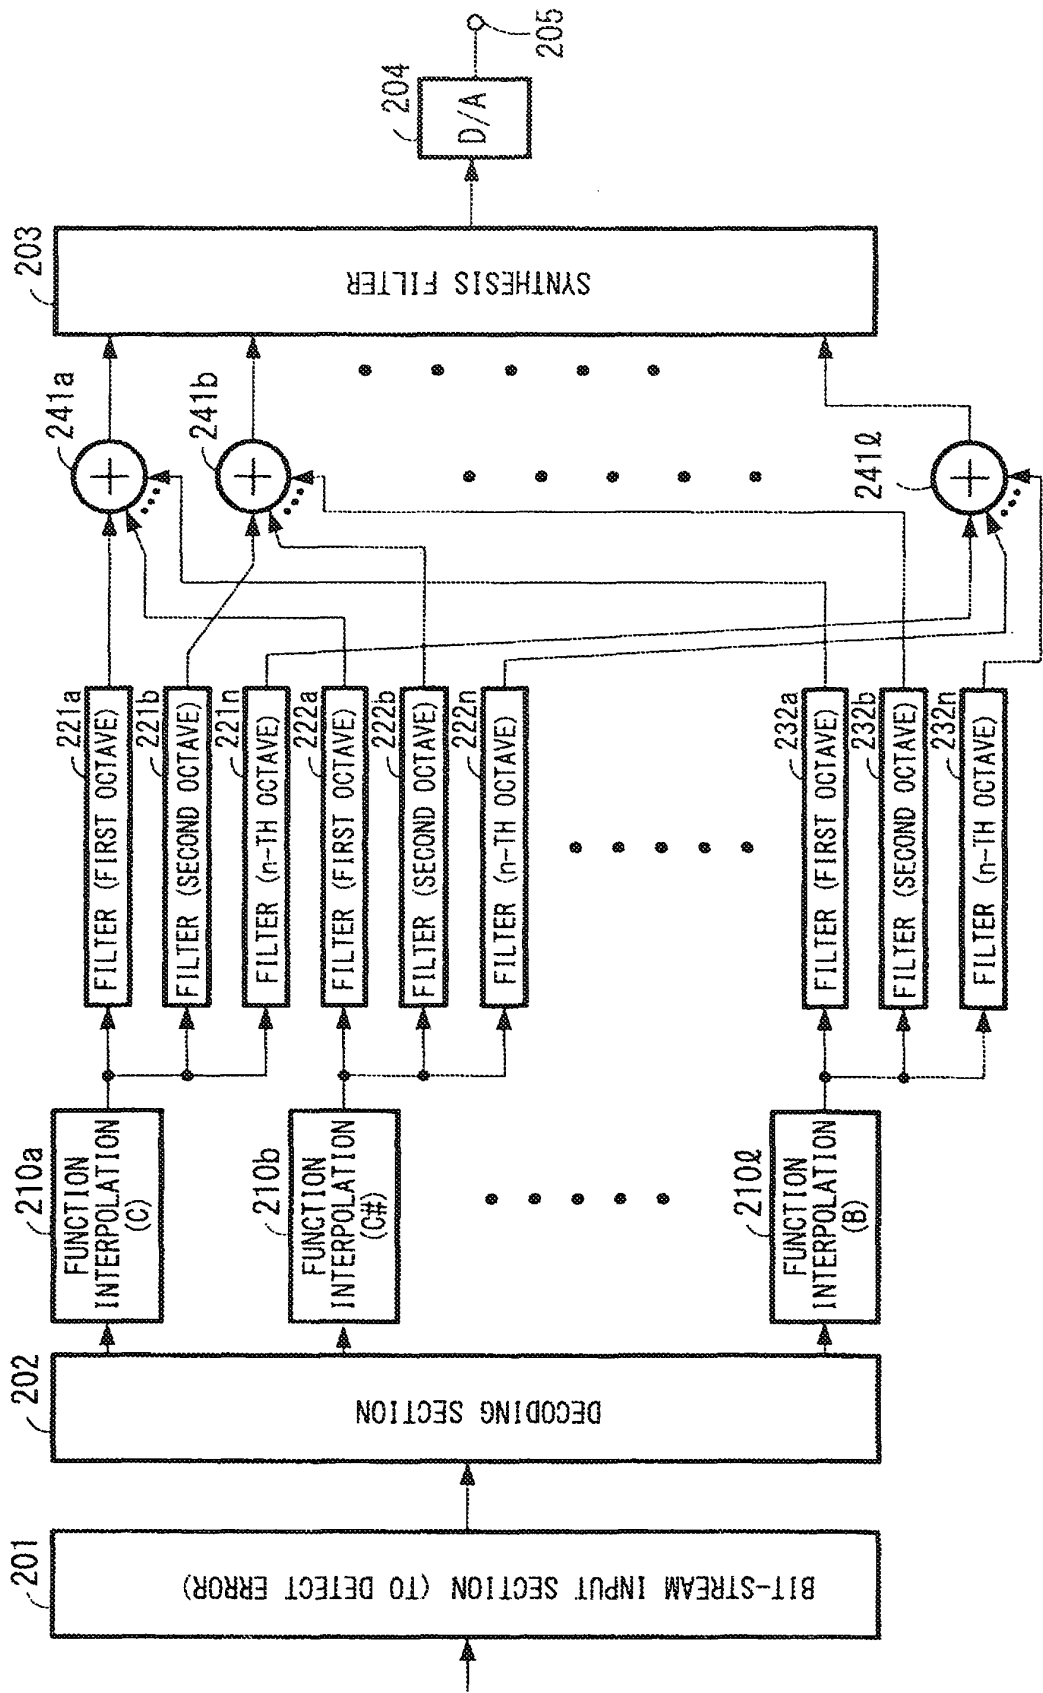 201
BIT-STREAM INPUT SECTION (TO DETECT ERROR)
202
DECODING SECTION
210a
FUNCTION
INTERPOLATION
(C)
210b
FUNCTION
INTERPOLATION
(C#)
210ℓ
FUNCTION
INTERPOLATION
(B)
221a
FILTER (FIRST OCTAVE)
221b
FILTER (SECOND OCTAVE)
221n
FILTER (n-TH OCTAVE)
222a
FILTER (FIRST OCTAVE)
222b
FILTER (SECOND OCTAVE)
222n
FILTER (n-TH OCTAVE)
232a
FILTER (FIRST OCTAVE)
232b
FILTER (SECOND OCTAVE)
232n
FILTER (n-TH OCTAVE)
241a
+
241b
+
241ℓ
+
203
SYNTHESIS FILTER
204
D/A
205